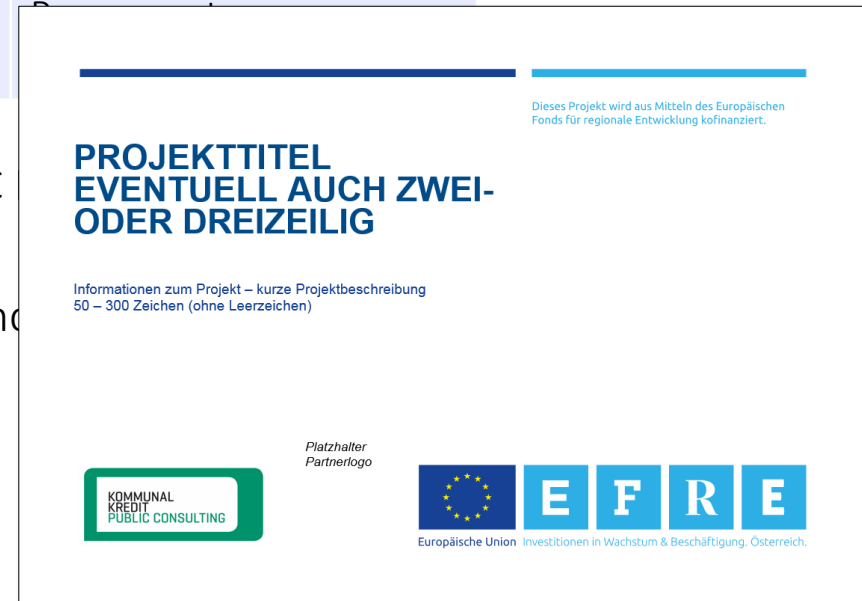 Dieses Projekt wird aus Mitteln des Europäischen
Fonds für regionale Entwicklung kofinanziert.
PROJEKTTITEL
EVENTUELL AUCH ZWEI-
ODER DREIZEILIG
Informationen zum Projekt – kurze Projektbeschreibung
50 – 300 Zeichen (ohne Leerzeichen)
Platzhalter
Partnerlogo
KOMMUNAL
KREDIT
PUBLIC CONSULTING
E F R E
Europäische Union Investitionen in Wachstum & Beschäftigung. Österreich.